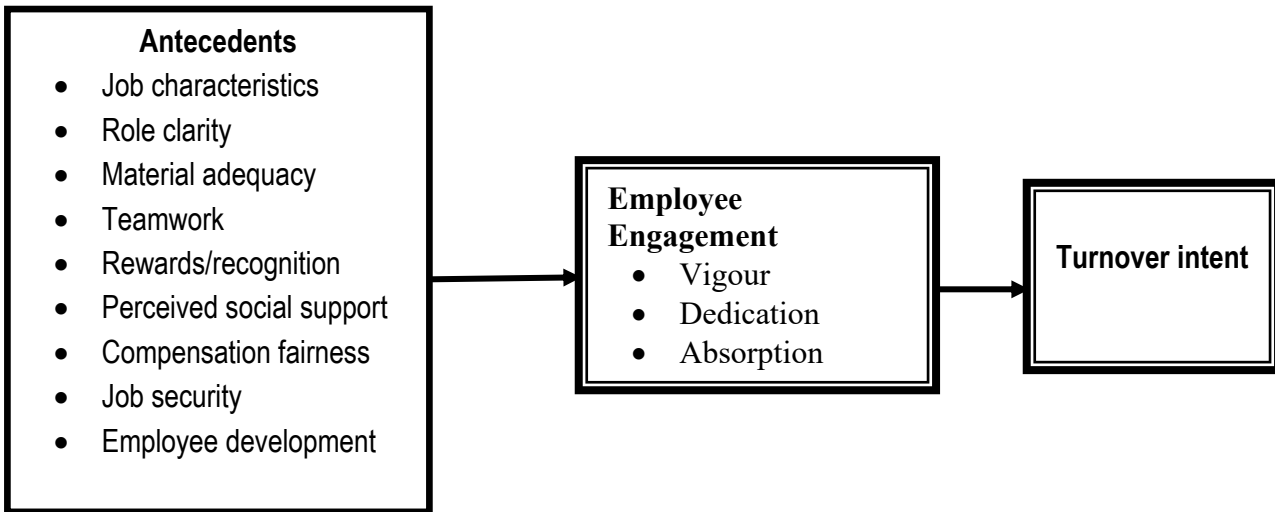 Antecedents
• Job characteristics
• Role clarity
• Material adequacy
• Teamwork
• Rewards/recognition
• Perceived social support
• Compensation fairness
• Job security
• Employee development
Employee
Engagement
• Vigour
• Dedication
• Absorption
Turnover intent